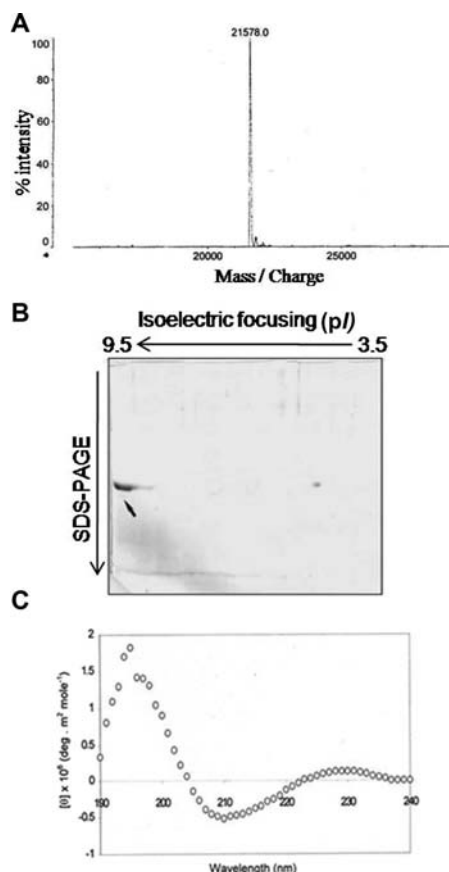 A
21578.0
100
80
60
40
20
0
% intensity
20000 25000
Mass / Charge
B
Isoelectric focusing (pI)
9.5 3.5
SDS-PAGE
C
2
1.5
1
0.5
0
-0.5
-1
[θ] x 10⁶ (deg . m² mole⁻¹)
190 200 210 220 230 240
Wavelength (nm)